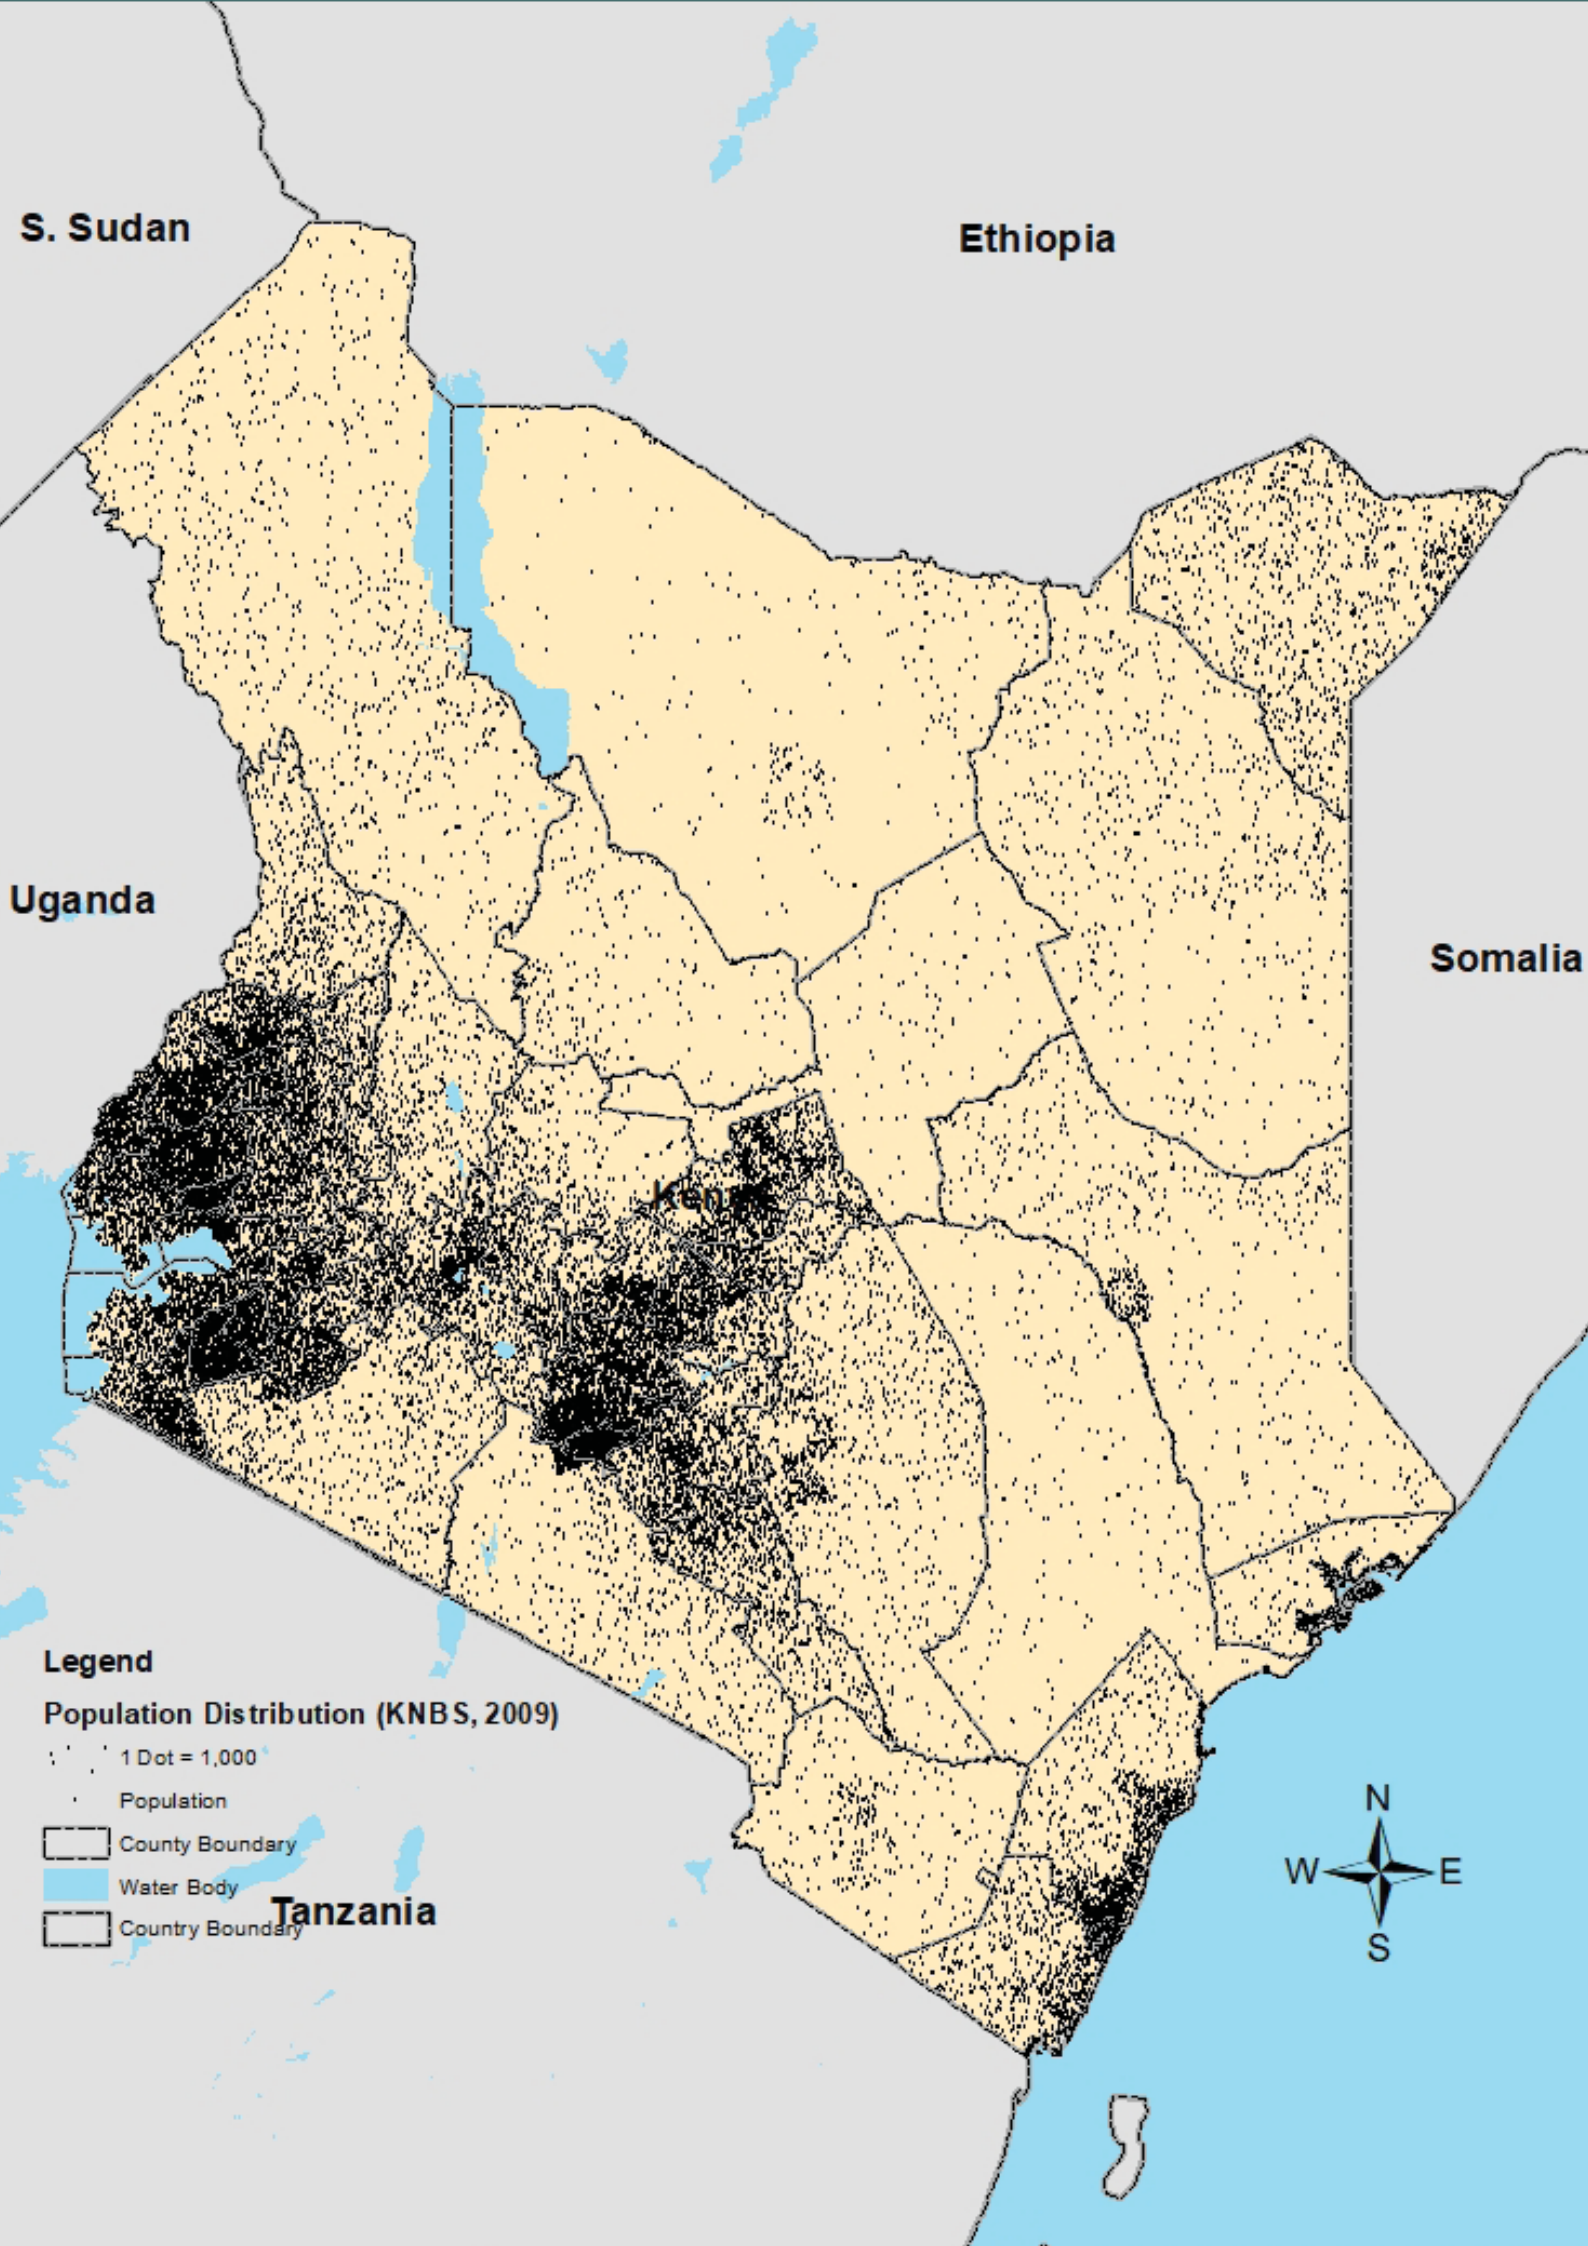 S. Sudan
Ethiopia
Uganda
Somalia
Legend
Population Distribution (KNBS, 2009)
1 Dot = 1,000
Population
County Boundary
Water Body
Country Boundary
Tanzania
N
W
E
S